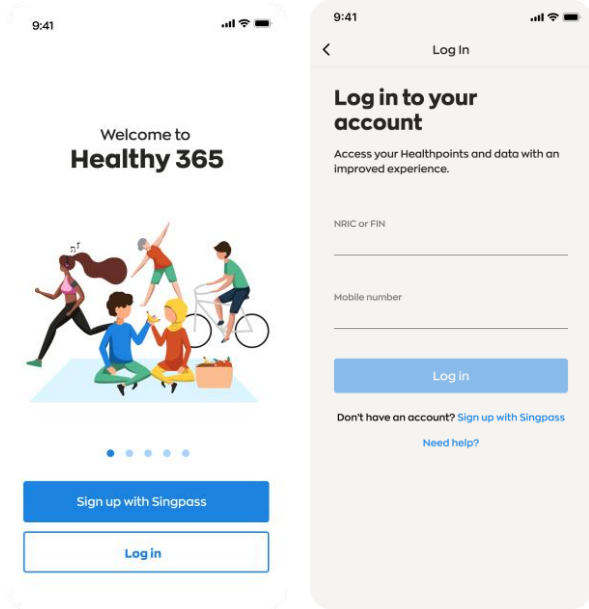 9:41
Welcome to
Healthy 365
Sign up with Singpass
Log in
9:41
Log In
Log in to your
account
Access your Healthpoints and data with an
improved experience.
NRIC or FIN
Mobile number
Log in
Don't have an account? Sign up with Singpass
Need help?